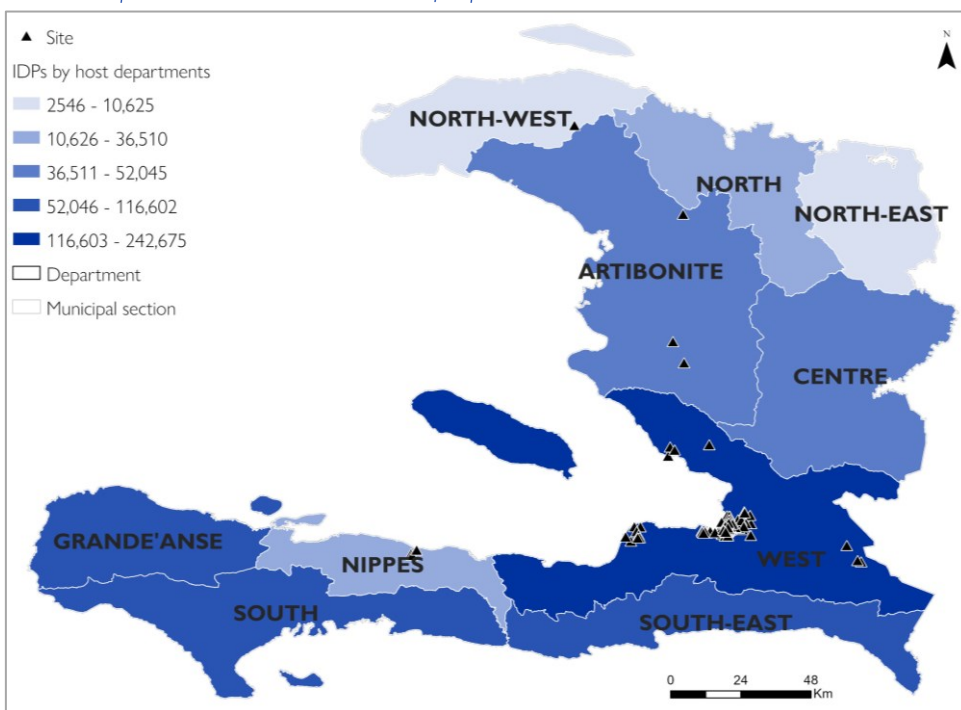 N
Site
IDPs by host departments
2546 - 10,625
10,626 - 36,510
36,511 - 52,045
52,046 - 116,602
116,603 - 242,675
Department
Municipal section
NORTH-WEST
NORTH
NORTH-EAST
ARTIBONITE
CENTRE
GRANDE'ANSE
NIPPES
WEST
SOUTH
SOUTH-EAST
0 24 48
Km